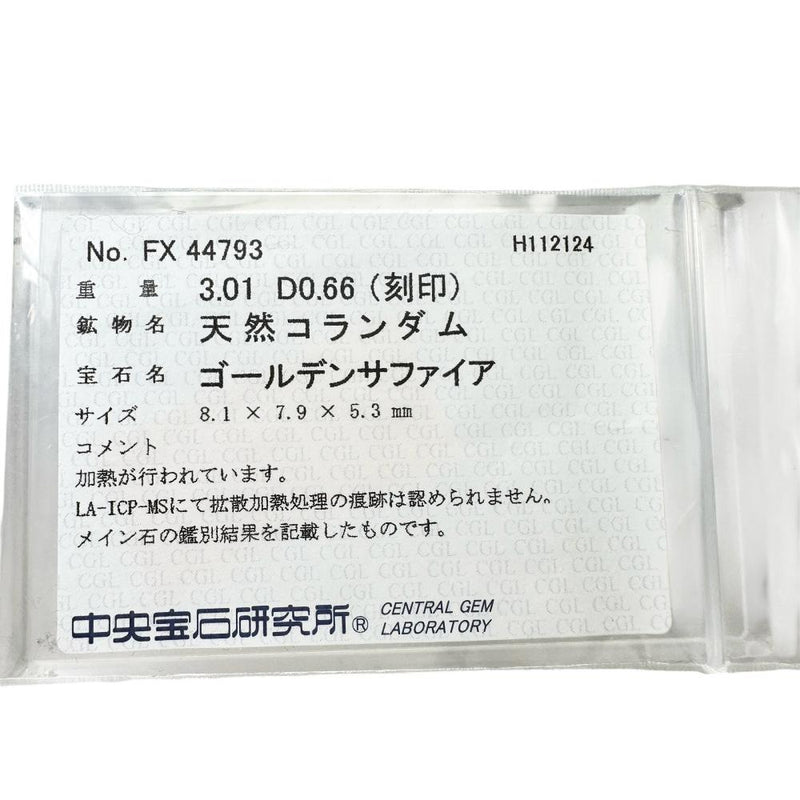 No. FX 44793 H112124
重量 3.01 D0.66 (刻印)
鉱物名 天然コランダム
宝石名 ゴールデンサファイア
サイズ 8.1 × 7.9 × 5.3 mm
コメント
加熱が行われています。
LA-ICP-MSにて拡散加熱処理の痕跡は認められません。
メイン石の鑑別結果を記載したものです。
中央宝石研究所® CENTRAL GEM
LABORATORY